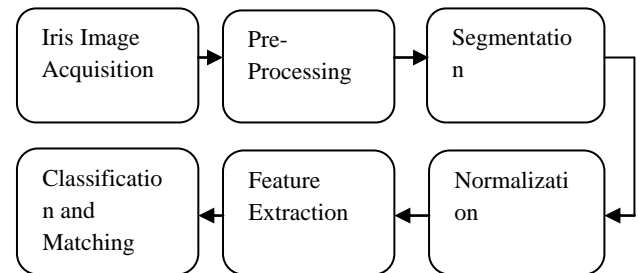 Iris Image
Acquisition
Pre-
Processing
Segmentatio
n
Normalizati
on
Feature
Extraction
Classificatio
n and
Matching